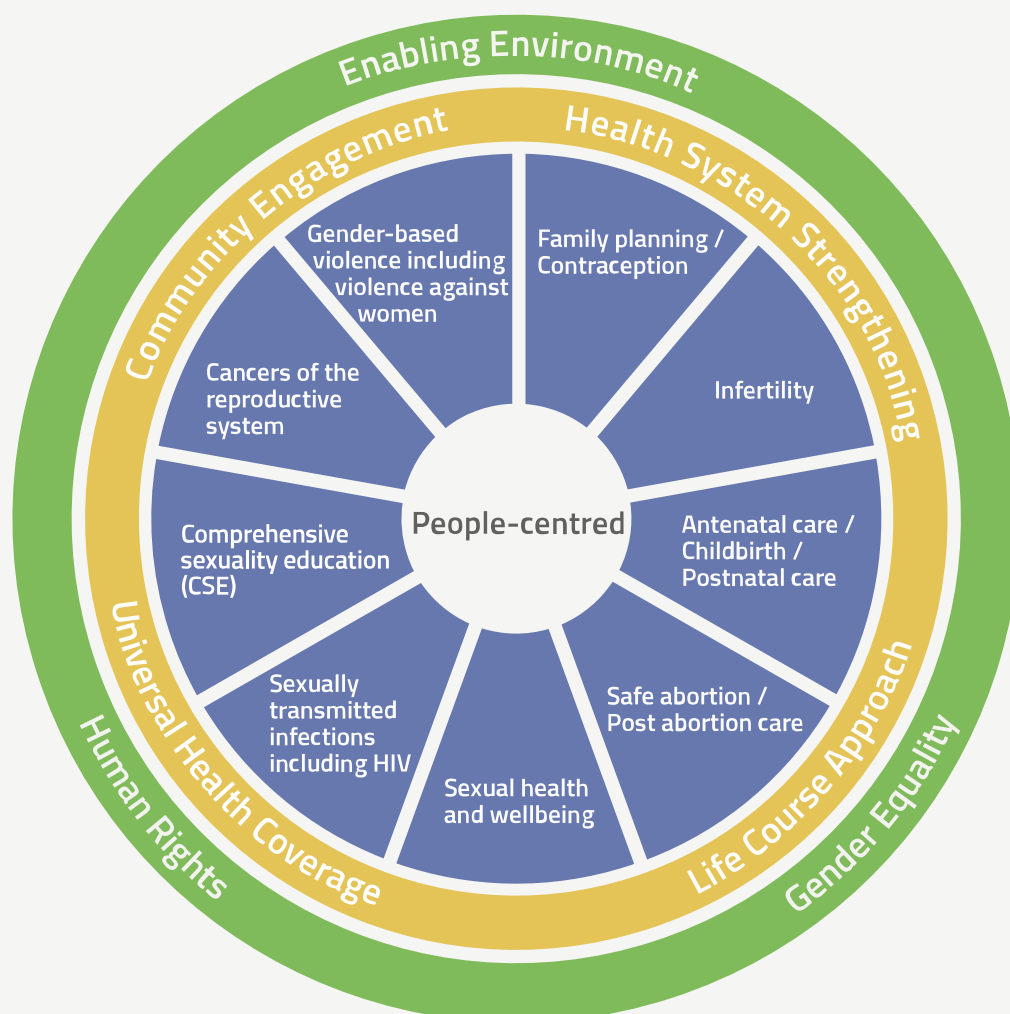 Enabling Environment
Community Engagement
Health System Strengthening
Gender-based
violence including
violence against
women
Family planning /
Contraception
Cancers of the
reproductive
system
Infertility
People-centred
Comprehensive
sexuality education
(CSE)
Antenatal care /
Childbirth /
Postnatal care
Sexually
transmitted
infections
including HIV
Safe abortion /
Post abortion care
Sexual health
and wellbeing
Universal Health Coverage
Life Course Approach
Human Rights
Gender Equality